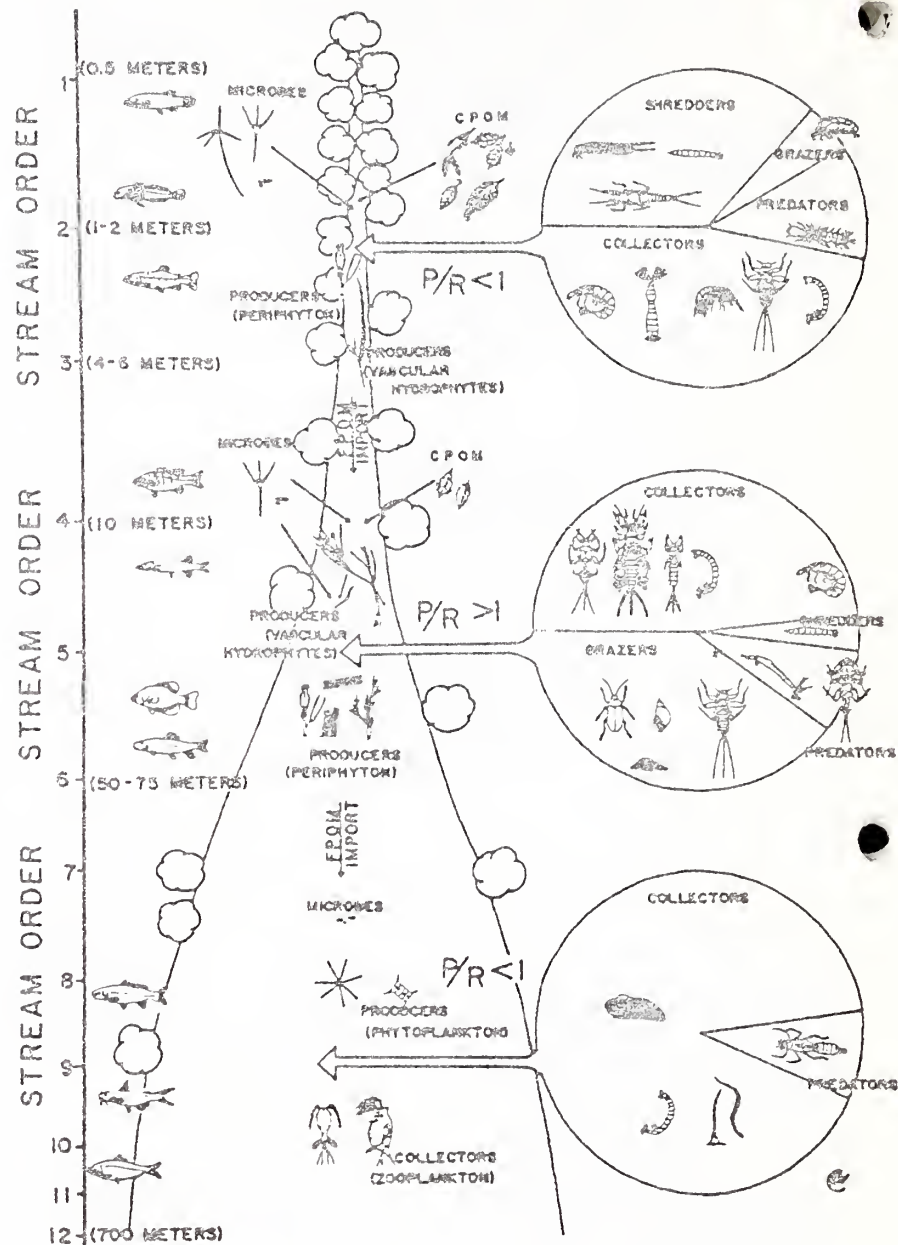 STREAM ORDER
STREAM ORDER
STREAM ORDER
1 (0.5 METERS)
2 (1-2 METERS)
3 (4-6 METERS)
4 (10 METERS)
5
6 (50-75 METERS)
7
8
9
10
11
12 (700 METERS)
MICROBES
CPOM
P/R<1
PRODUCERS
(PERIPHYTON)
PRODUCERS
(VASCULAR
HYDROPHYTES)
FPOM
IMPORT
SHREDDERS
GRAZERS
PREDATORS
COLLECTORS
MICROBES
CPOM
P/R>1
PRODUCERS
(VASCULAR
HYDROPHYTES)
PRODUCERS
(PERIPHYTON)
FPOM
IMPORT
COLLECTORS
SHREDDERS
GRAZERS
PREDATORS
MICROBES
P/R<1
PRODUCERS
(PHYTOPLANKTON)
COLLECTORS
(ZOOPLANKTON)
COLLECTORS
PREDATORS